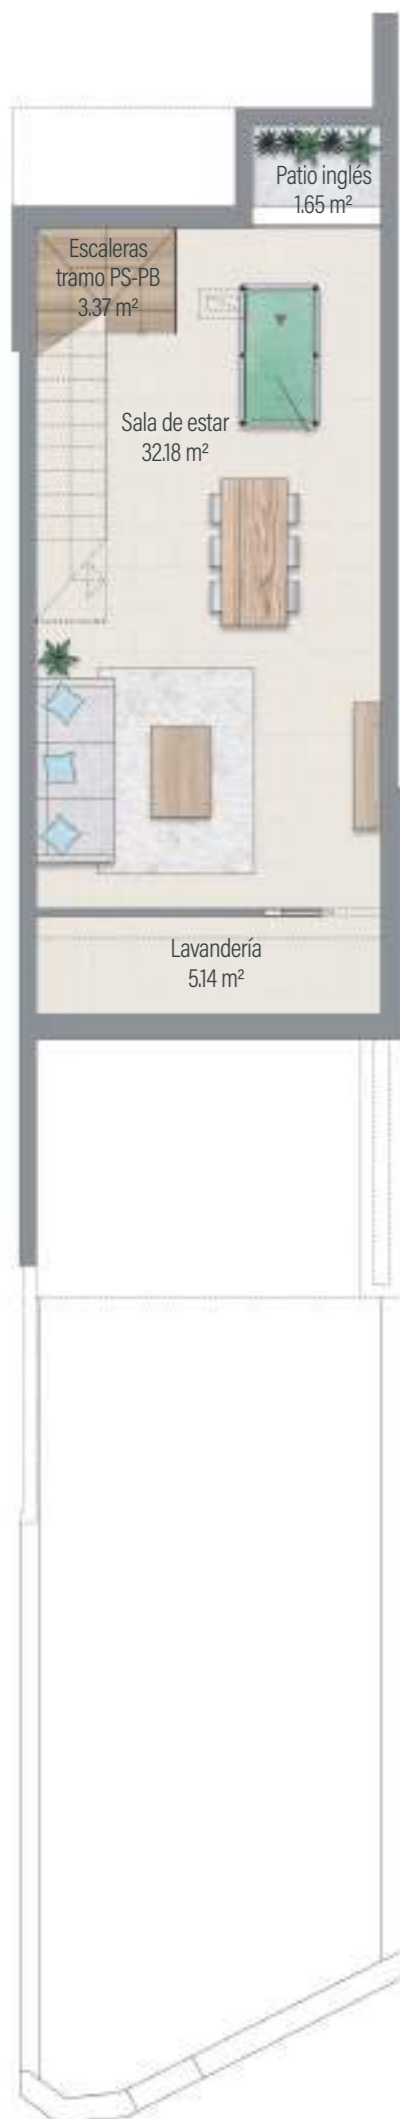 Patio inglés
1.65 m²
Escaleras
tramo PS-PB
3.37 m²
Sala de estar
32.18 m²
Lavandería
5.14 m²